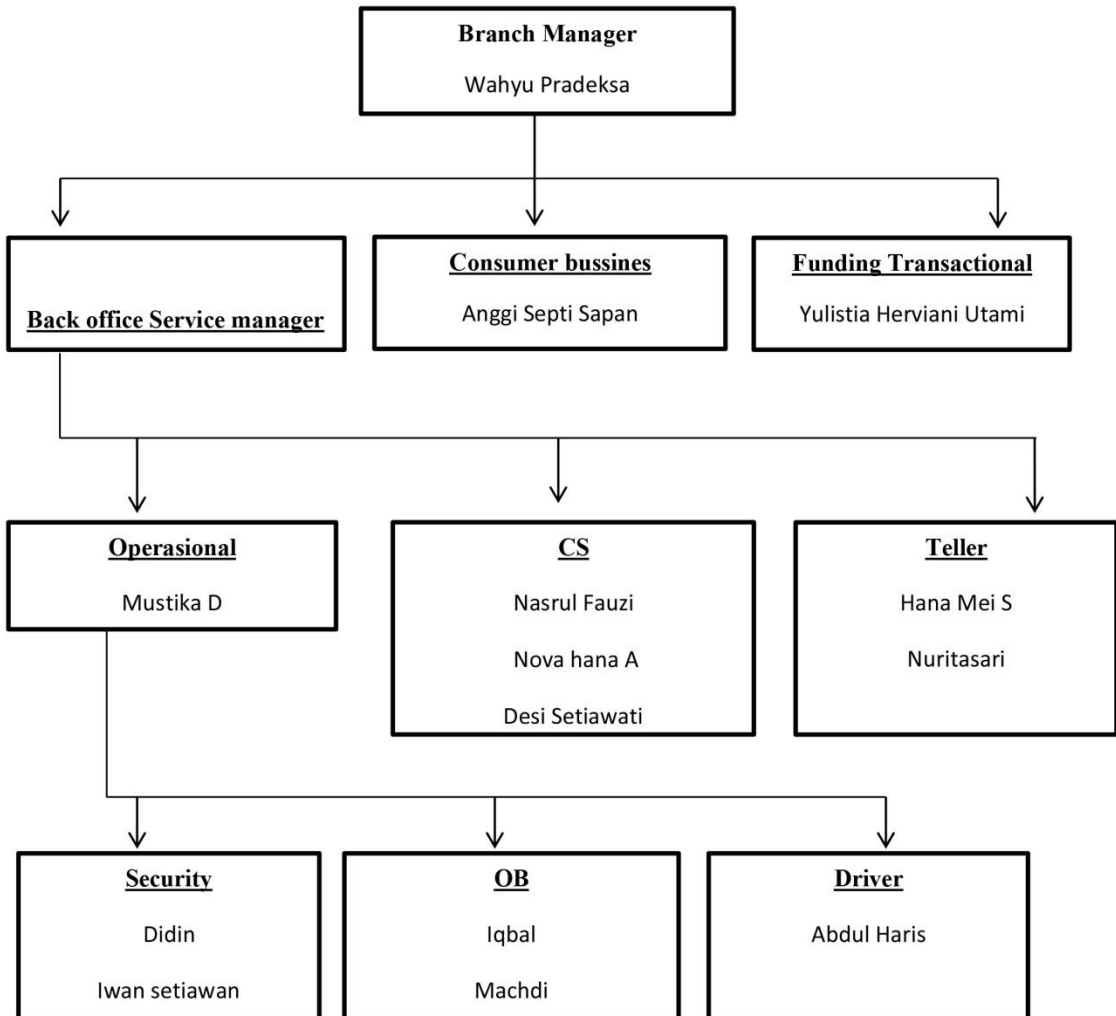 Branch Manager
Wahyu Pradeksa
Back office Service manager
Consumer bussines
Anggi Septi Sapan
Funding Transactional
Yulistia Herviani Utami
Operasional
Mustika D
CS
Nasrul Fauzi
Nova hana A
Desi Setiawati
Teller
Hana Mei S
Nuritasari
Security
Didin
Iwan setiawan
OB
Iqbal
Machdi
Driver
Abdul Haris